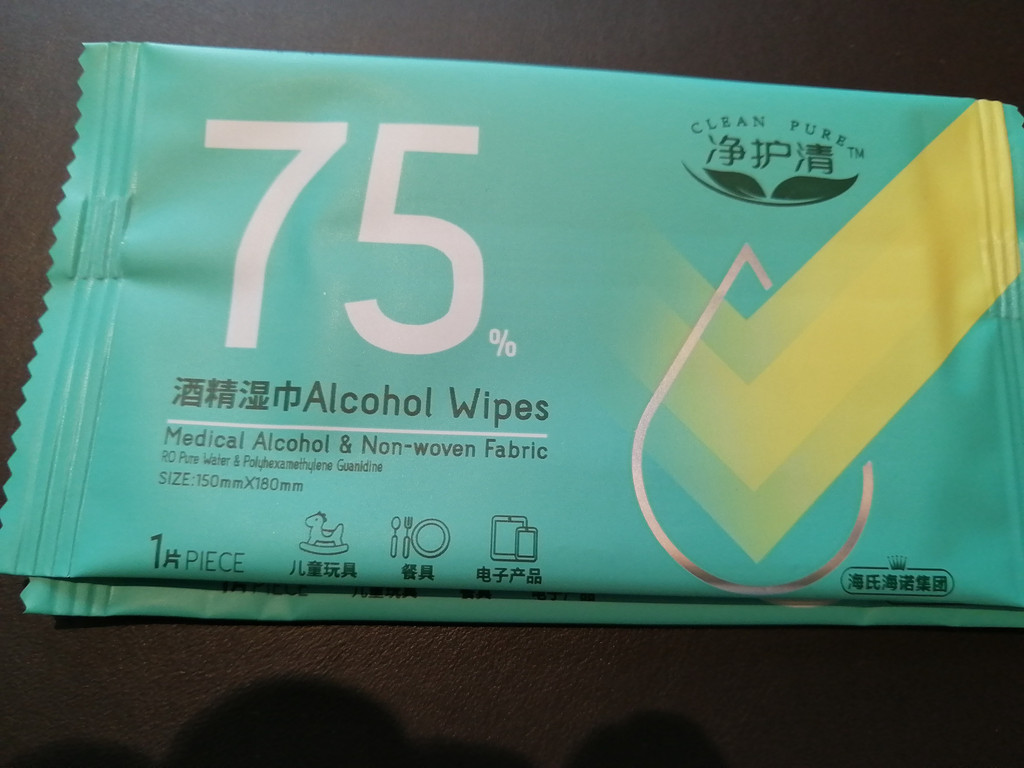 CLEAN PURE
净护清™
75%
酒精湿巾Alcohol Wipes
Medical Alcohol & Non-woven Fabric
RO Pure Water & Polyhexamethylene Guanidine
SIZE:150mmX180mm
1片PIECE
儿童玩具 餐具 电子产品
海氏海诺集团